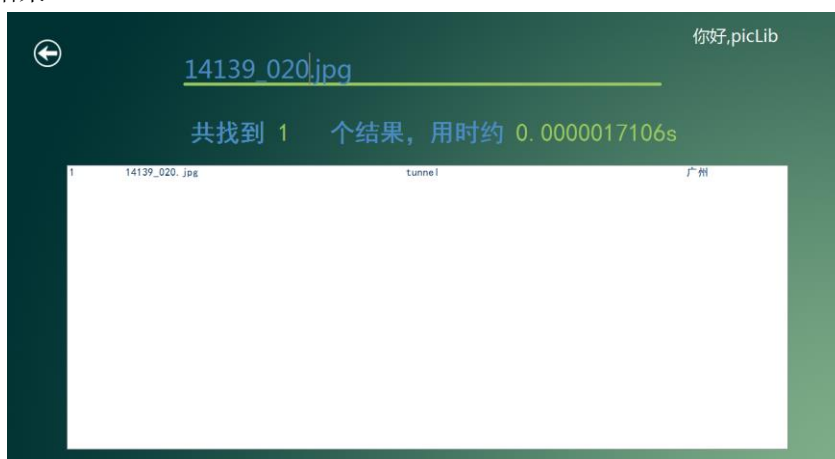 你好,picLib
14139_020.jpg
共找到 1 个结果，用时约 0.0000017106s
1 14139_020.jpg tunnel 广州